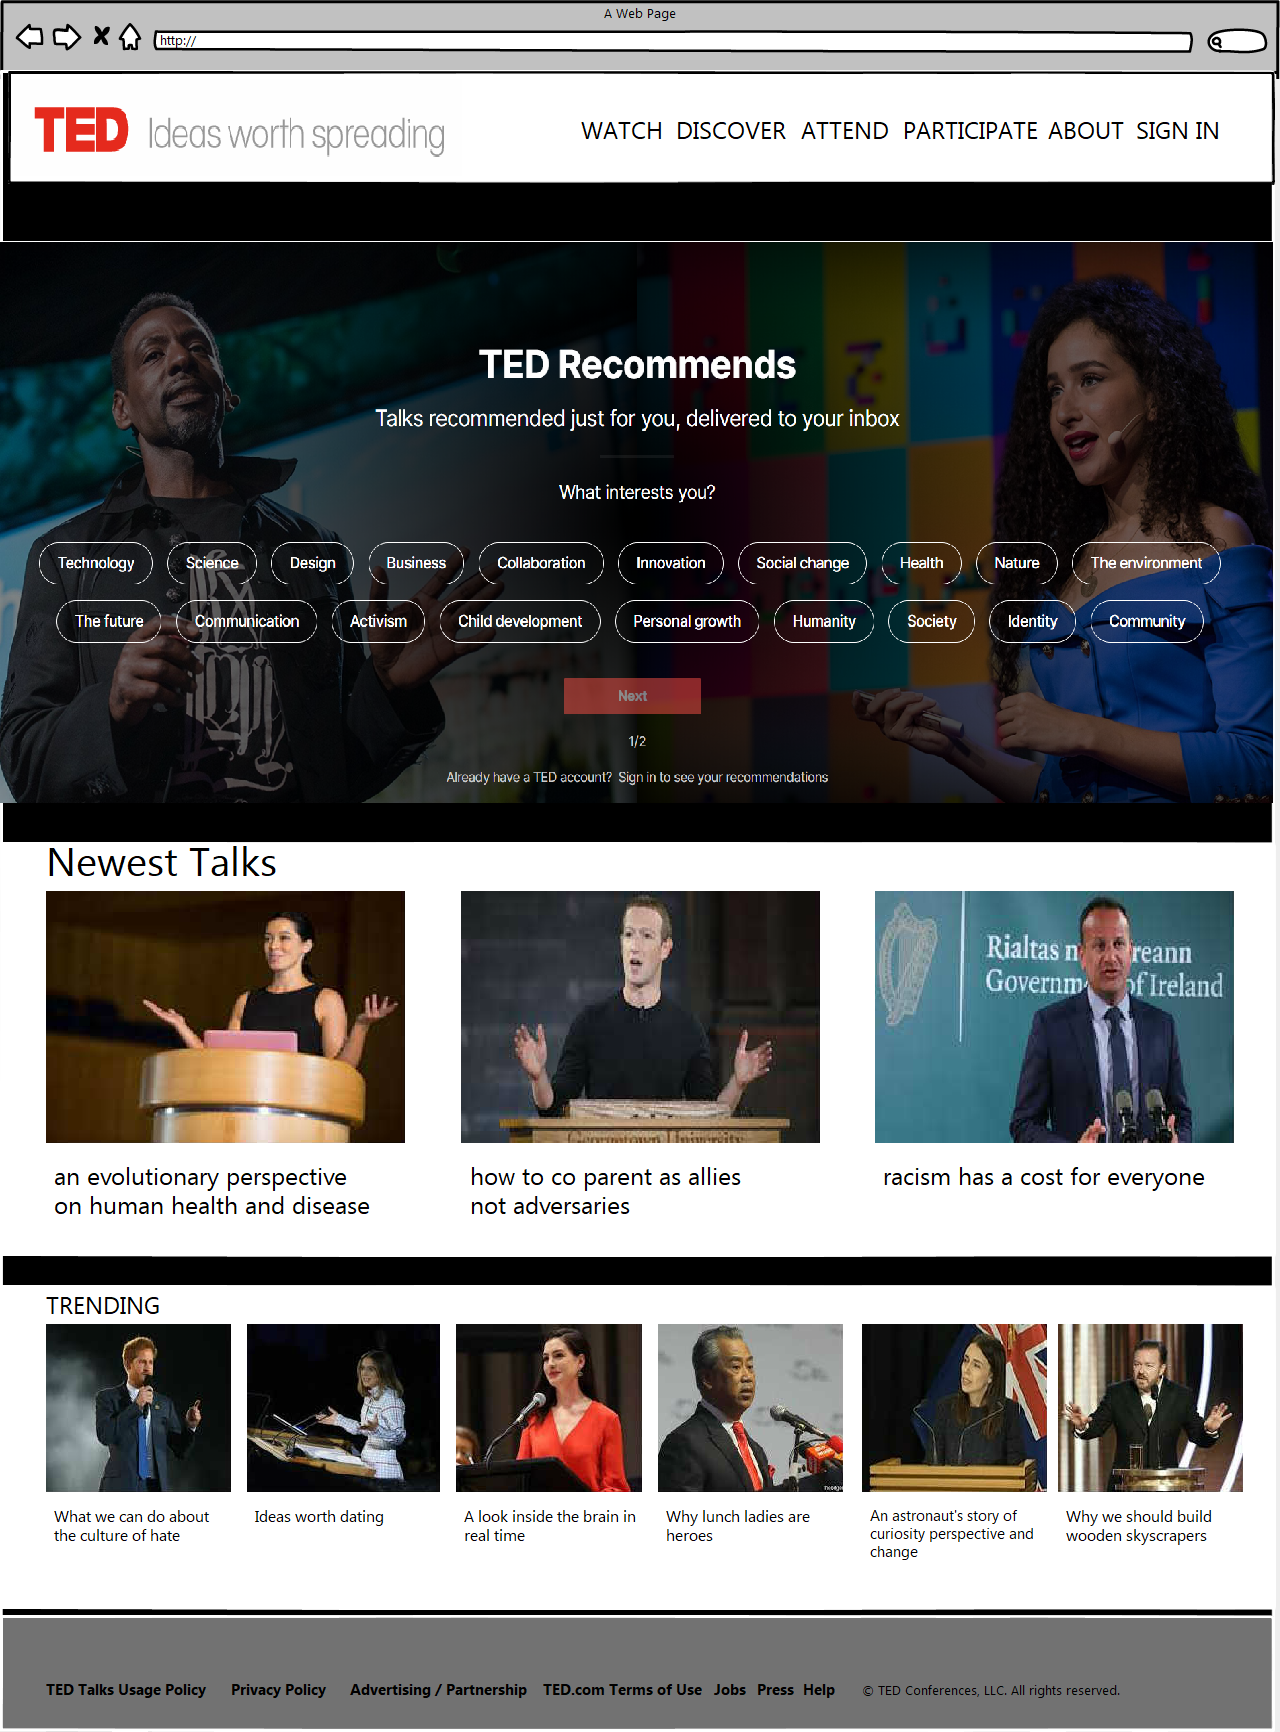 A Web Page
http://
TED Ideas worth spreading
WATCH DISCOVER ATTEND PARTICIPATE ABOUT SIGN IN
TED Recommends
Talks recommended just for you, delivered to your inbox
What interests you?
Technology Science Design Business Collaboration Innovation Social change Health Nature The environment
The future Communication Activism Child development Personal growth Humanity Society Identity Community
Next
1/2
Already have a TED account? Sign in to see your recommendations
Newest Talks
Rialtas reann
Government of Ireland
Georgetown University
an evolutionary perspective
on human health and disease
how to co parent as allies
not adversaries
racism has a cost for everyone
TRENDING
What we can do about
the culture of hate
Ideas worth dating
A look inside the brain in
real time
Why lunch ladies are
heroes
An astronaut's story of
curiosity perspective and
change
Why we should build
wooden skyscrapers
TED Talks Usage Policy Privacy Policy Advertising / Partnership TED.com Terms of Use Jobs Press Help © TED Conferences, LLC. All rights reserved.